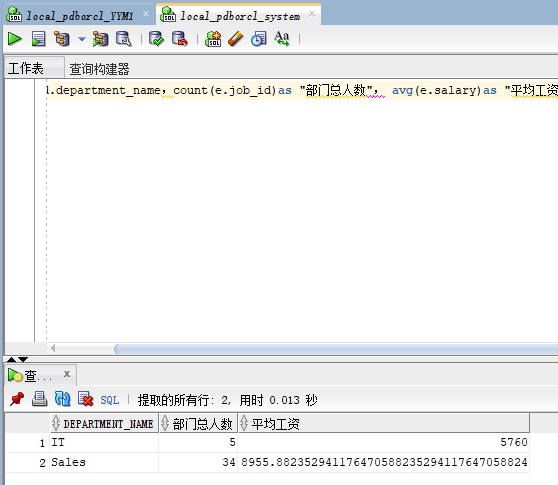 local_pdborcl_YYM1
local_pdborcl_system
工作表 查询构建器
d.department_name，count(e.job_id)as "部门总人数"， avg(e.salary)as "平均工资
查...
SQL 提取的所有行: 2, 用时 0.013 秒
DEPARTMENT_NAME 部门总人数 平均工资
1 IT 5 5760
2 Sales 34 8955.88235294117647058823529411764705882